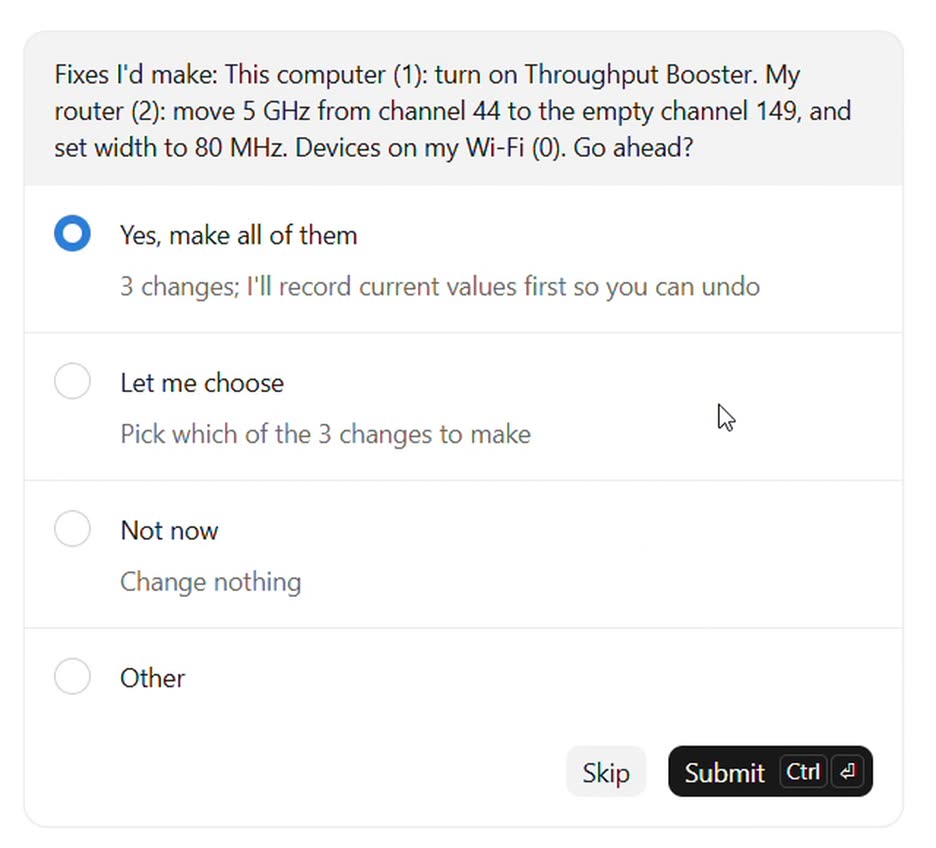 Fixes I'd make: This computer (1): turn on Throughput Booster. My
router (2): move 5 GHz from channel 44 to the empty channel 149, and
set width to 80 MHz. Devices on my Wi-Fi (0). Go ahead?
Yes, make all of them
3 changes; I'll record current values first so you can undo
Let me choose
Pick which of the 3 changes to make
Not now
Change nothing
Other
Skip
Submit Ctrl ⏎